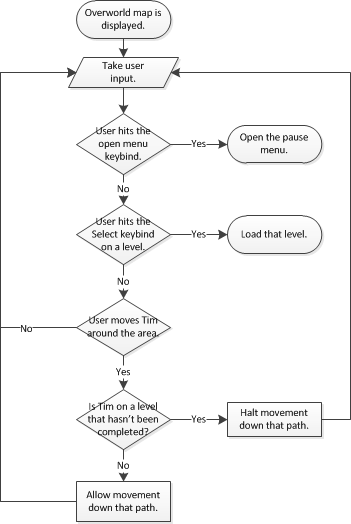 Overworld map is
displayed.
Take user
input.
User hits the
open menu
keybind.
Yes
Open the pause
menu.
No
User hits the
Select keybind
on a level.
Yes
Load that level.
No
User moves Tim
around the area.
No
Yes
Is Tim on a level
that hasn't been
completed?
Yes
Halt movement
down that path.
No
Allow movement
down that path.